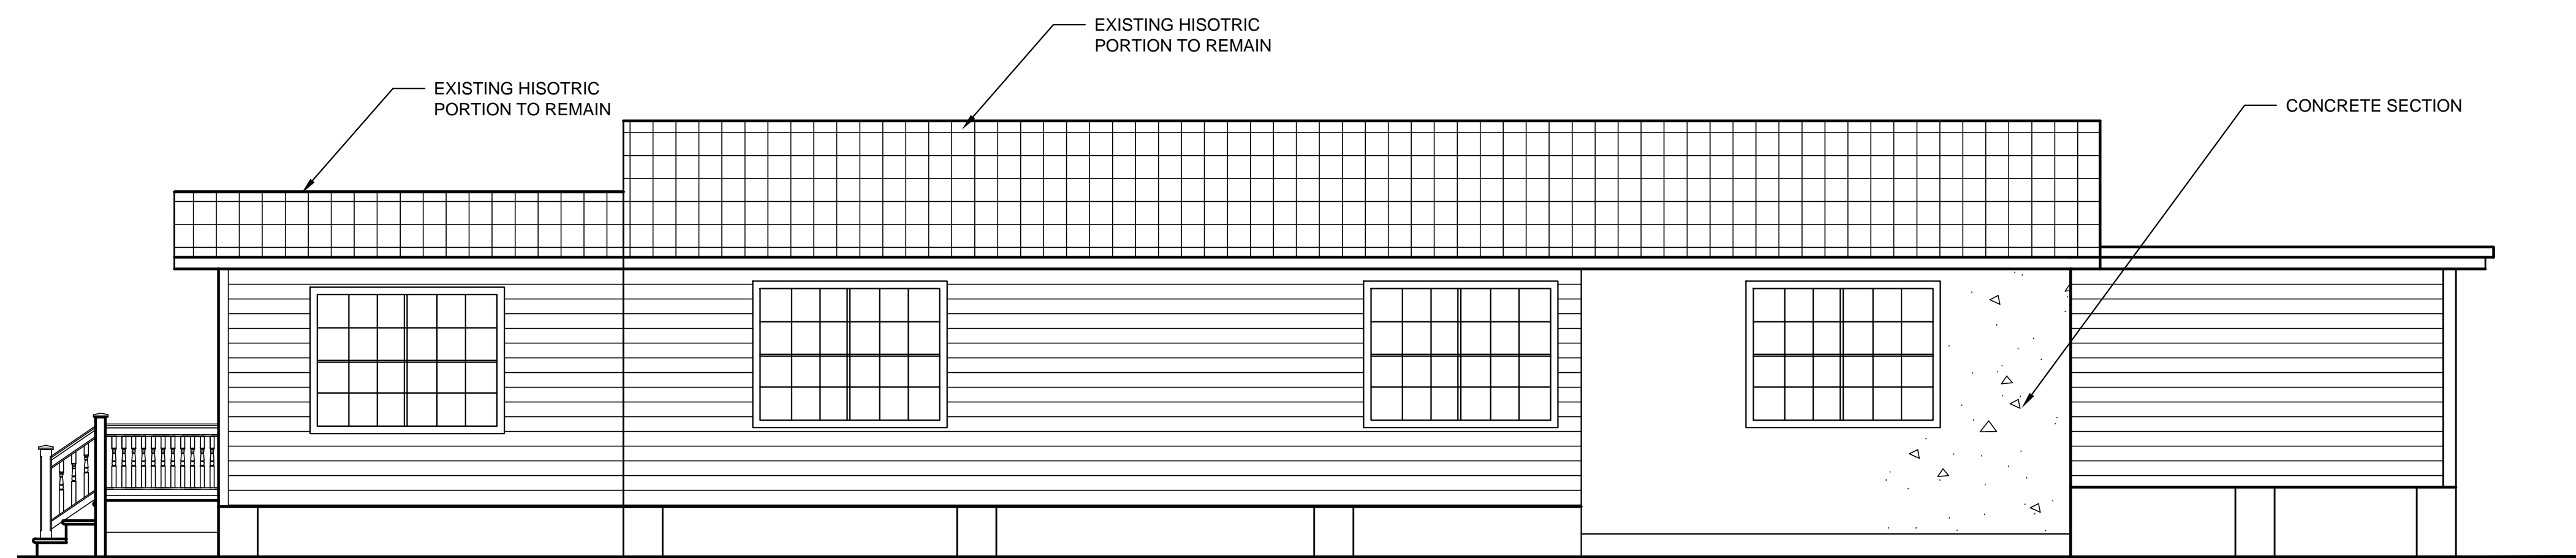 EXISTING HISOTRIC
PORTION TO REMAIN
EXISTING HISOTRIC
PORTION TO REMAIN
CONCRETE SECTION